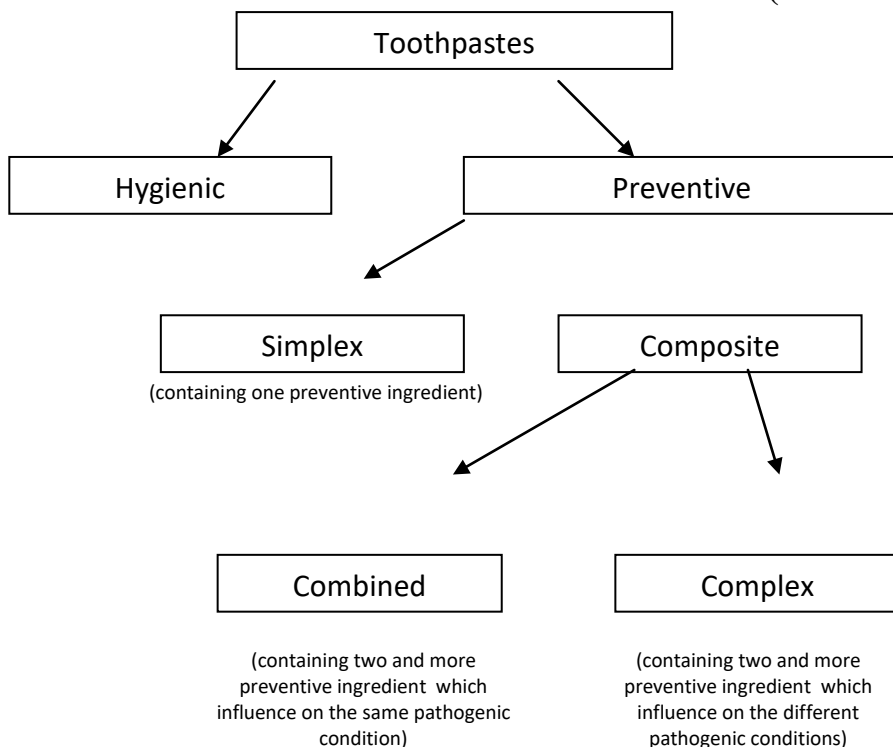 (
Toothpastes
Hygienic
Preventive
Simplex
(containing one preventive ingredient)
Composite
Combined
(containing two and more
preventive ingredient which
influence on the same pathogenic
condition)
Complex
(containing two and more
preventive ingredient which
influence on the different
pathogenic conditions)